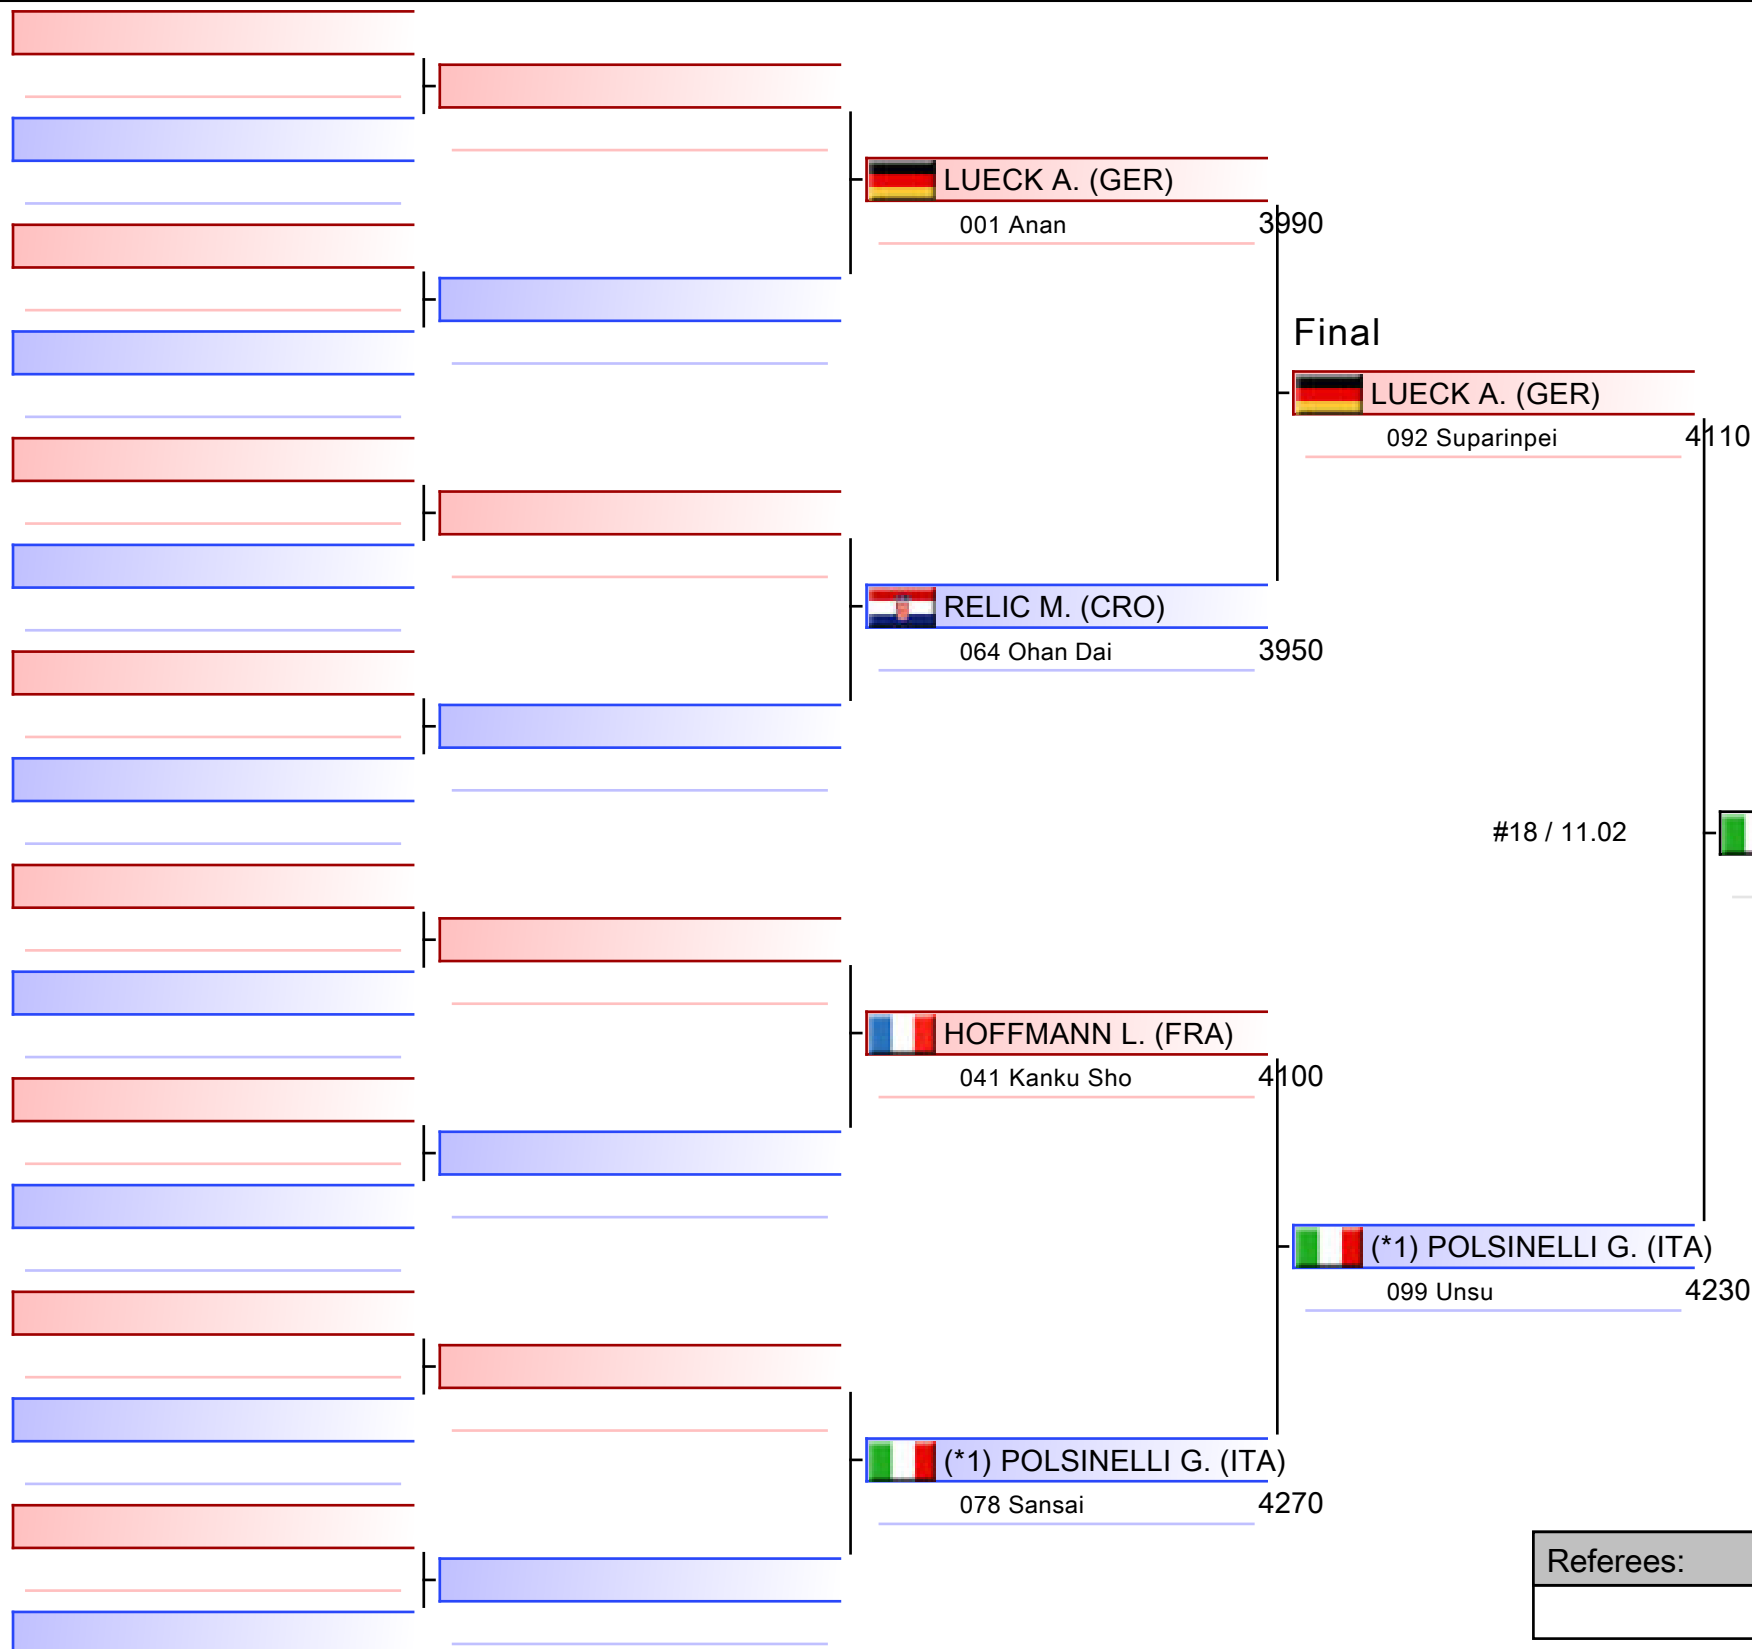 LUECK A. (GER)
001 Anan 3990
Final
LUECK A. (GER)
092 Suparinpei 4110
RELIC M. (CRO)
064 Ohan Dai 3950
#18 / 11.02
HOFFMANN L. (FRA)
041 Kanku Sho 4100
(*1) POLSINELLI G. (ITA)
099 Unsu 4230
(*1) POLSINELLI G. (ITA)
078 Sansai 4270
Referees: